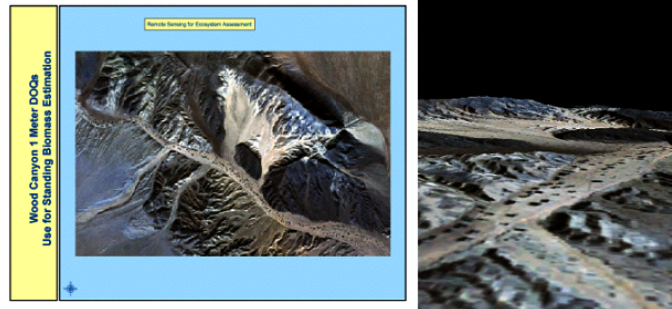 Remote Sensing for Ecosystem Assessment
Wood Canyon 1 Meter DOQs
Use for Standing Biomass Estimation